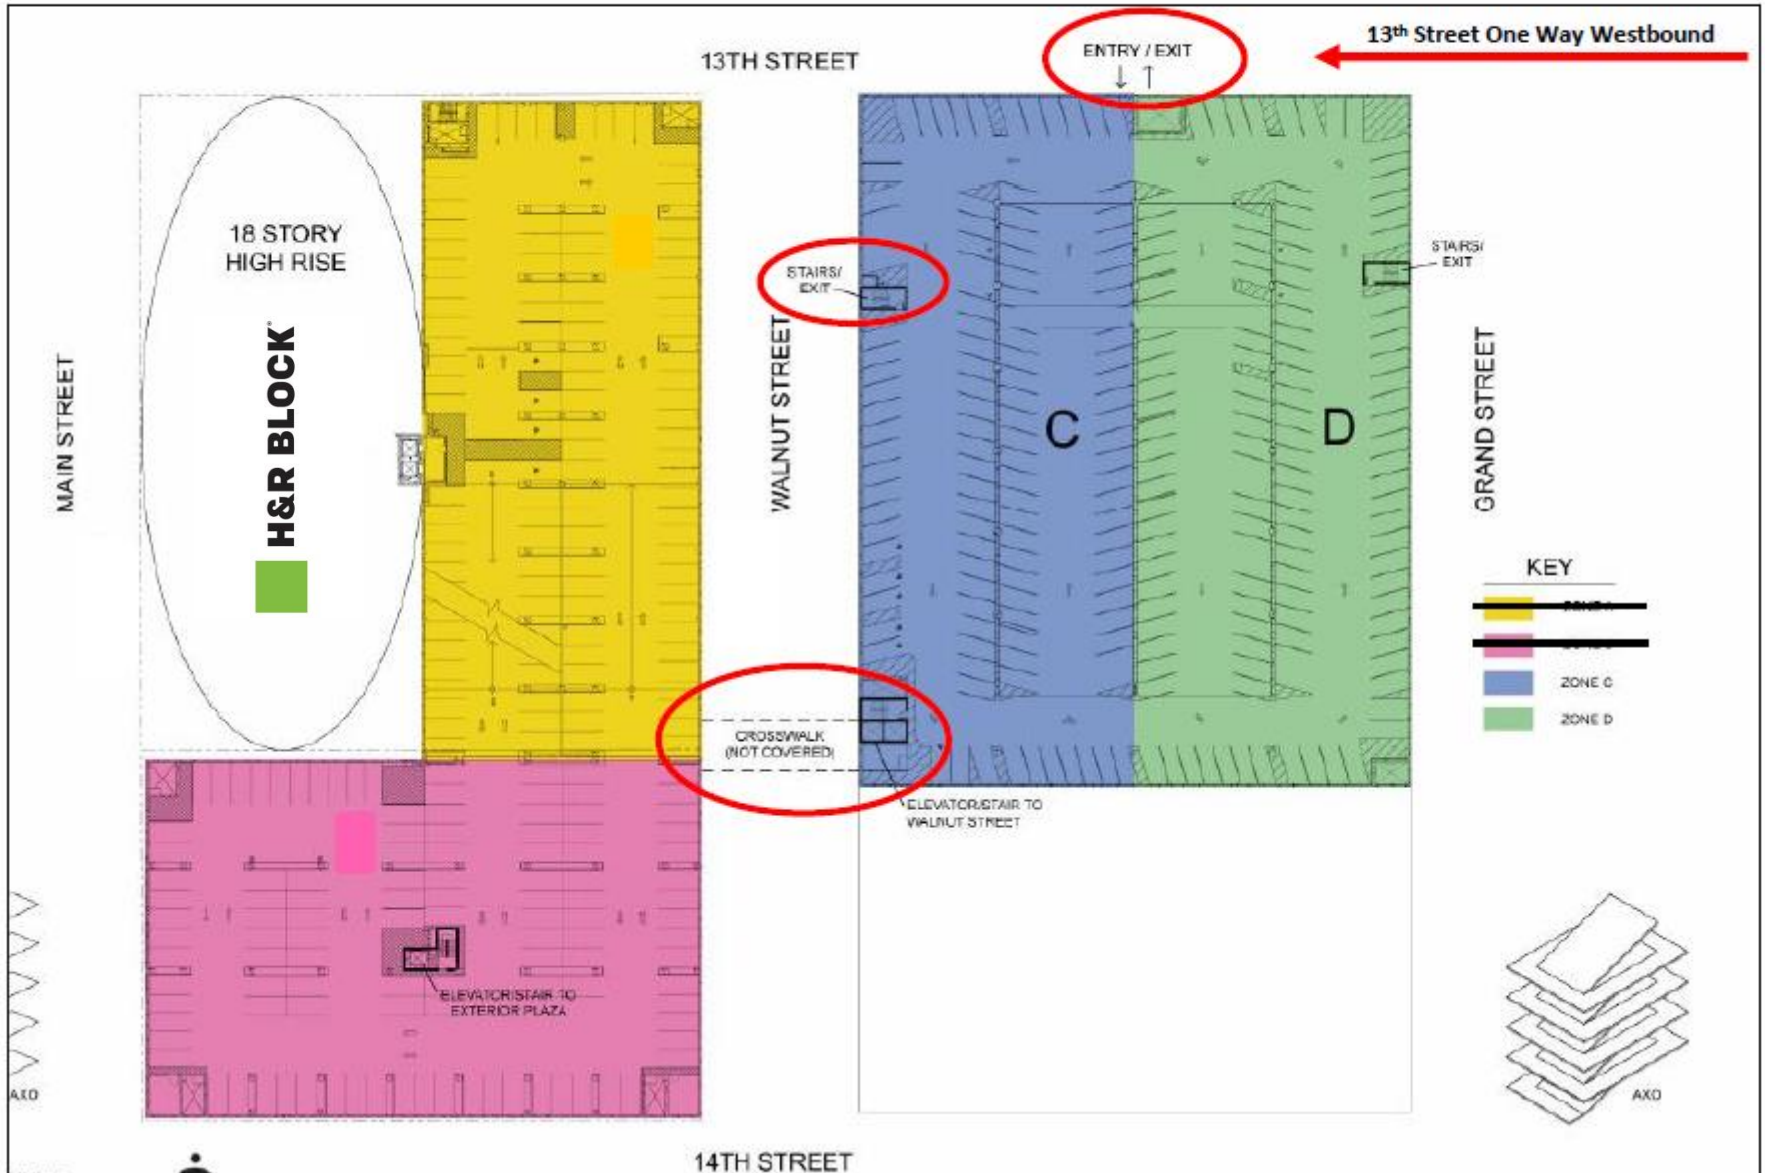 13th Street One Way Westbound
ENTRY / EXIT
13TH STREET
18 STORY
HIGH RISE
H&R BLOCK
MAIN STREET
WALNUT STREET
STAIRS/
EXIT
STAIRS/
EXIT
C
D
GRAND STREET
KEY
ZONE C
ZONE D
CROSSWALK
(NOT COVERED)
ELEVATOR/STAIR TO
WALNUT STREET
ELEVATOR/STAIR TO
EXTERIOR PLAZA
AXO
AXO
14TH STREET